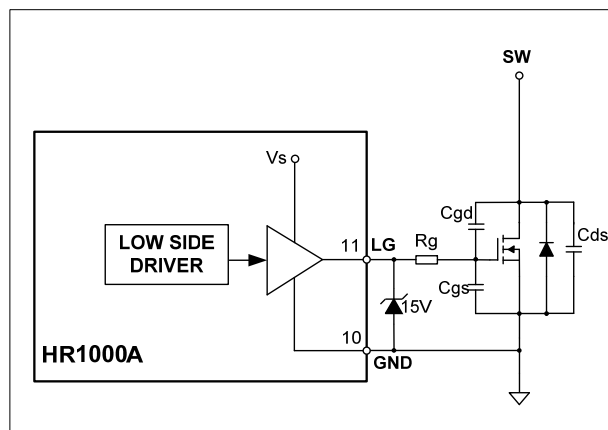 SW
Vs
Cgd
Cds
LOW SIDE
DRIVER
11
LG
Rg
Cgs
15V
10
GND
HR1000A